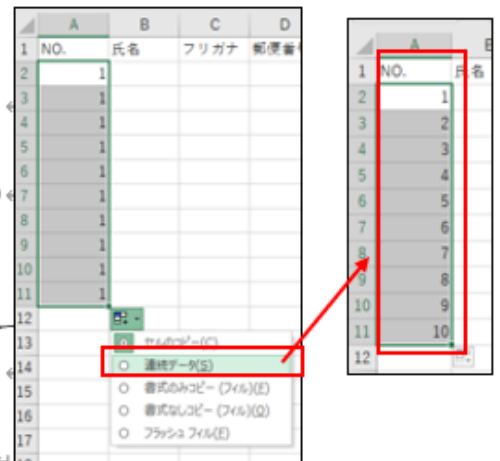 A B C D
1 NO. 氏名 フリガナ 郵便番号
2 1
3 1
4 1
5 1
6 1
7 1
8 1
9 1
10 1
11 1
12
13 セルのコピー(C)
14 連続データ(S)
15 書式のみコピー (フィル)(F)
16 書式なしコピー (フィル)(O)
17 フラッシュ フィル(F)
A
1 NO. 氏名
2 1
3 2
4 3
5 4
6 5
7 6
8 7
9 8
10 9
11 10
12